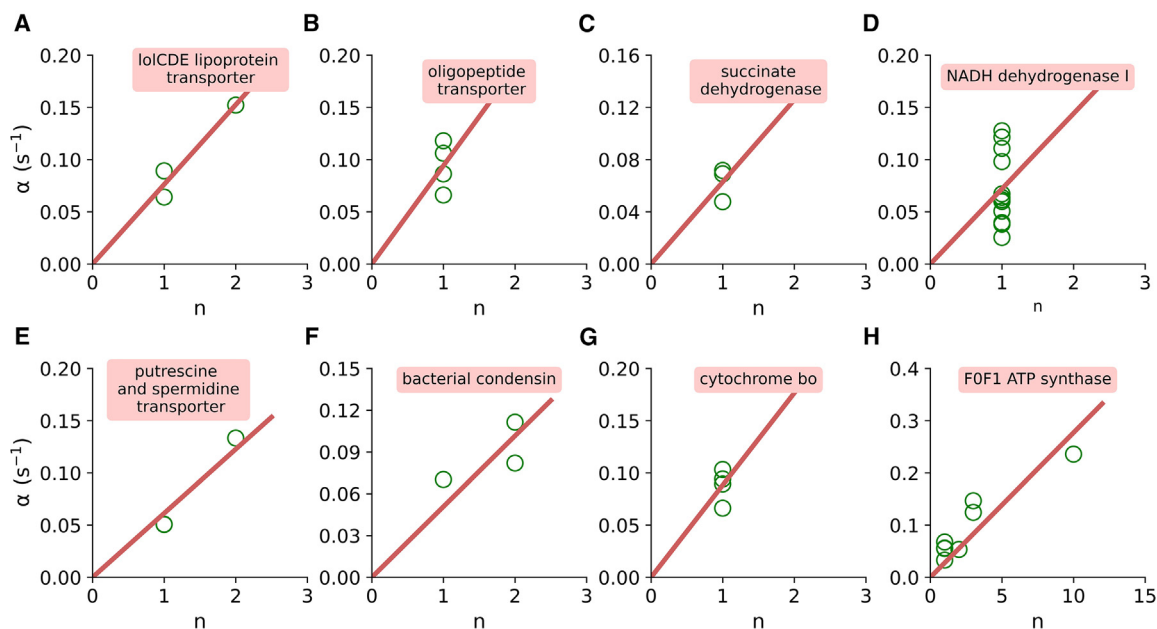 A
B
C
D
0.20
0.15
0.10
0.05
0.00
0 1 2 3
α (s⁻¹)
n
lolCDE lipoprotein
transporter
0.20
0.15
0.10
0.05
0.00
0 1 2 3
n
oligopeptide
transporter
0.16
0.12
0.08
0.04
0.00
0 1 2 3
n
succinate
dehydrogenase
0.20
0.15
0.10
0.05
0.00
0 1 2 3
n
NADH dehydrogenase I
E
F
G
H
0.20
0.15
0.10
0.05
0.00
0 1 2 3
α (s⁻¹)
n
putrescine
and spermidine
transporter
0.15
0.12
0.09
0.06
0.03
0.00
0 1 2 3
n
bacterial condensin
0.20
0.15
0.10
0.05
0.00
0 1 2 3
n
cytochrome bo
0.4
0.3
0.2
0.1
0.0
0 5 10 15
n
F0F1 ATP synthase